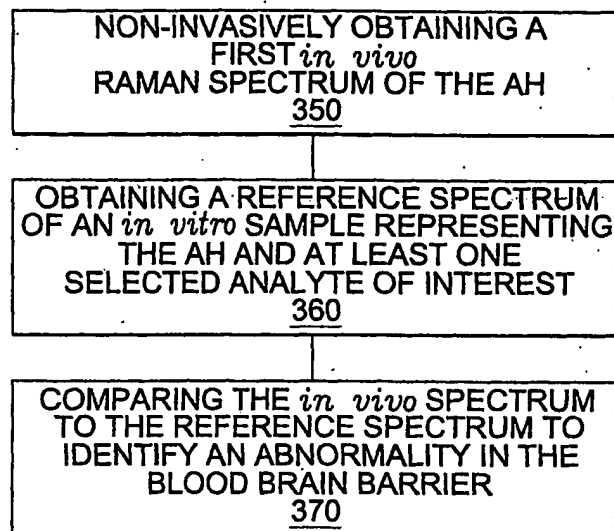 NON-INVASIVELY OBTAINING A
FIRST in vivo
RAMAN SPECTRUM OF THE AH
350
OBTAINING A REFERENCE SPECTRUM
OF AN in vitro SAMPLE REPRESENTING
THE AH AND AT LEAST ONE
SELECTED ANALYTE OF INTEREST
360
COMPARING THE in vivo SPECTRUM
TO THE REFERENCE SPECTRUM TO
IDENTIFY AN ABNORMALITY IN THE
BLOOD BRAIN BARRIER
370